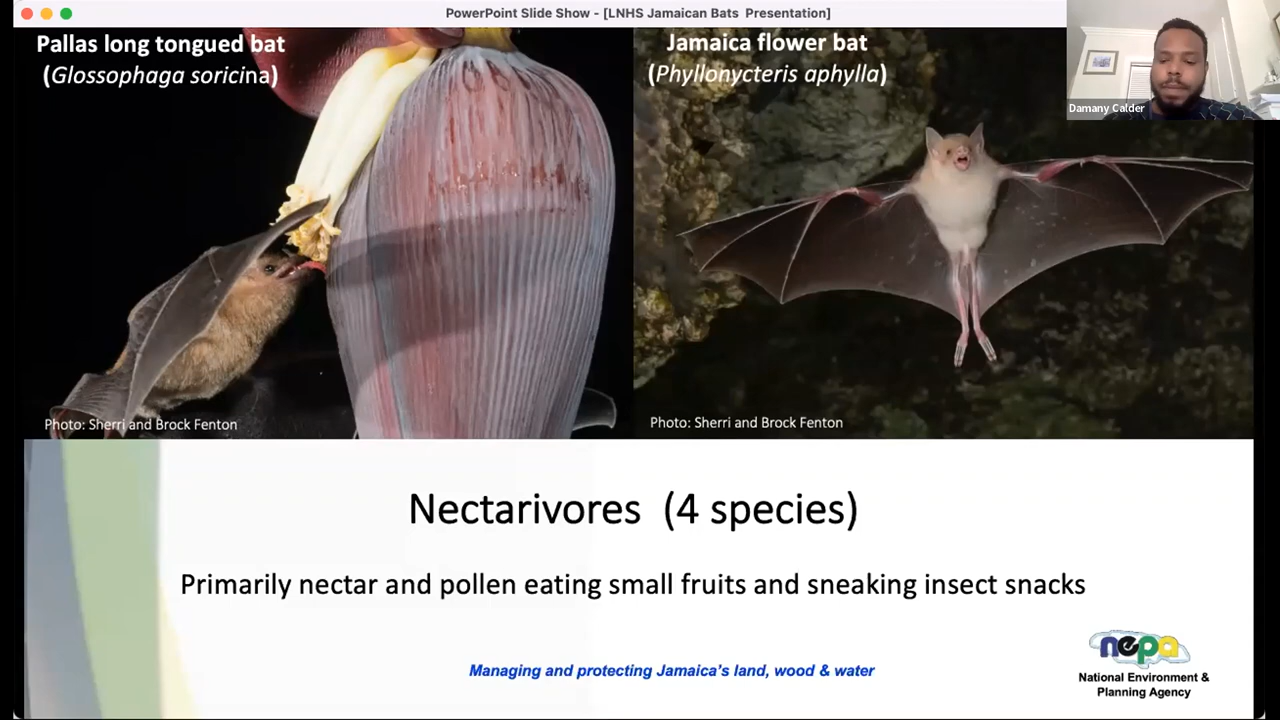 PowerPoint Slide Show - [LNHS Jamaican Bats  Presentation]
Pallas long tongued bat
(Glossophaga soricina)
Jamaica flower bat
(Phyllonycteris aphylla)
Damany Calder
Photo: Sherri and Brock Fenton
Photo: Sherri and Brock Fenton
Nectarivores  (4 species)
Primarily nectar and pollen eating small fruits and sneaking insect snacks
Managing and protecting Jamaica's land, wood & water
nepa
National Environment &
Planning Agency